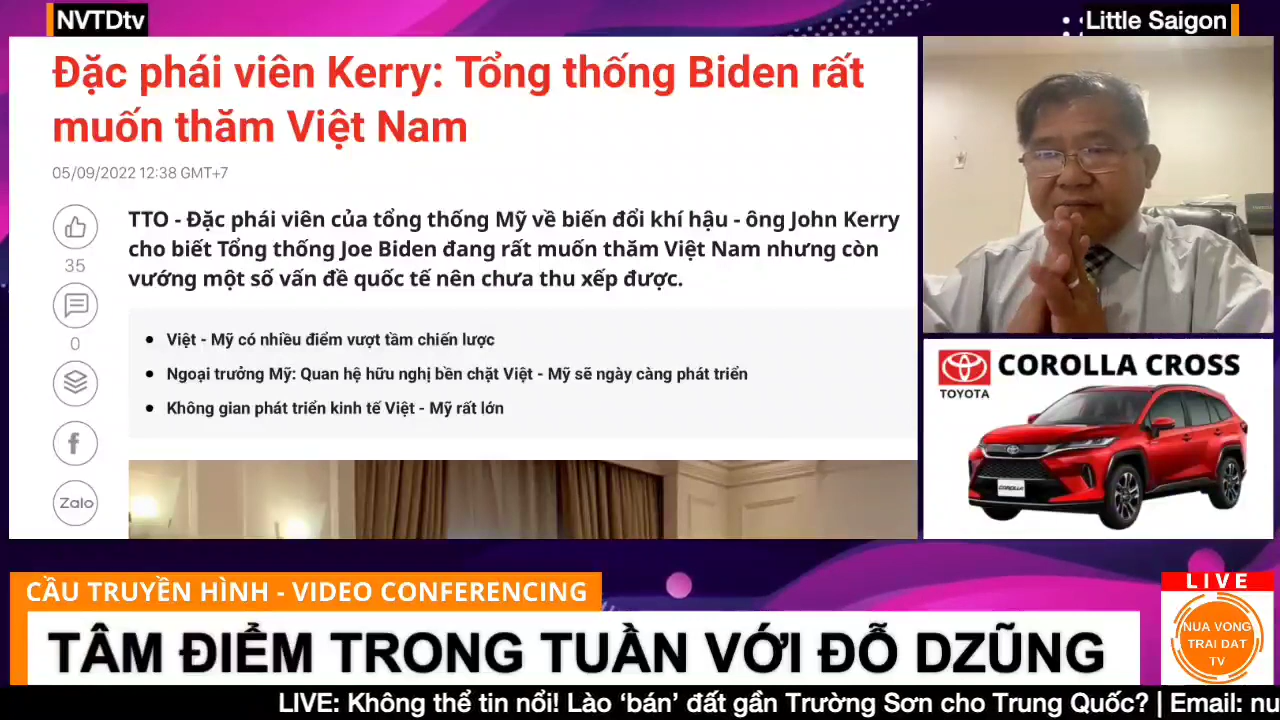 NVTDtv
Little Saigon
Đặc phái viên Kerry: Tổng thống Biden rất
muốn thăm Việt Nam
05/09/2022 12:38 GMT+7
TTO - Đặc phái viên của tổng thống Mỹ về biến đổi khí hậu - ông John Kerry
cho biết Tổng thống Joe Biden đang rất muốn thăm Việt Nam nhưng còn
vướng một số vấn đề quốc tế nên chưa thu xếp được.
35
0
Việt - Mỹ có nhiều điểm vượt tầm chiến lược
Ngoại trưởng Mỹ: Quan hệ hữu nghị bền chặt Việt - Mỹ sẽ ngày càng phát triển
Không gian phát triển kinh tế Việt - Mỹ rất lớn
f
Zalo
TOYOTA
COROLLA CROSS
COROLLA
CẦU TRUYỀN HÌNH - VIDEO CONFERENCING
TÂM ĐIỂM TRONG TUẦN VỚI ĐỖ DZŨNG
LIVE
NUA VONG
TRAI DAT
TV
LIVE: Không thể tin nổi! Lào ‘bán’ đất gần Trường Sơn cho Trung Quốc? | Email: nu